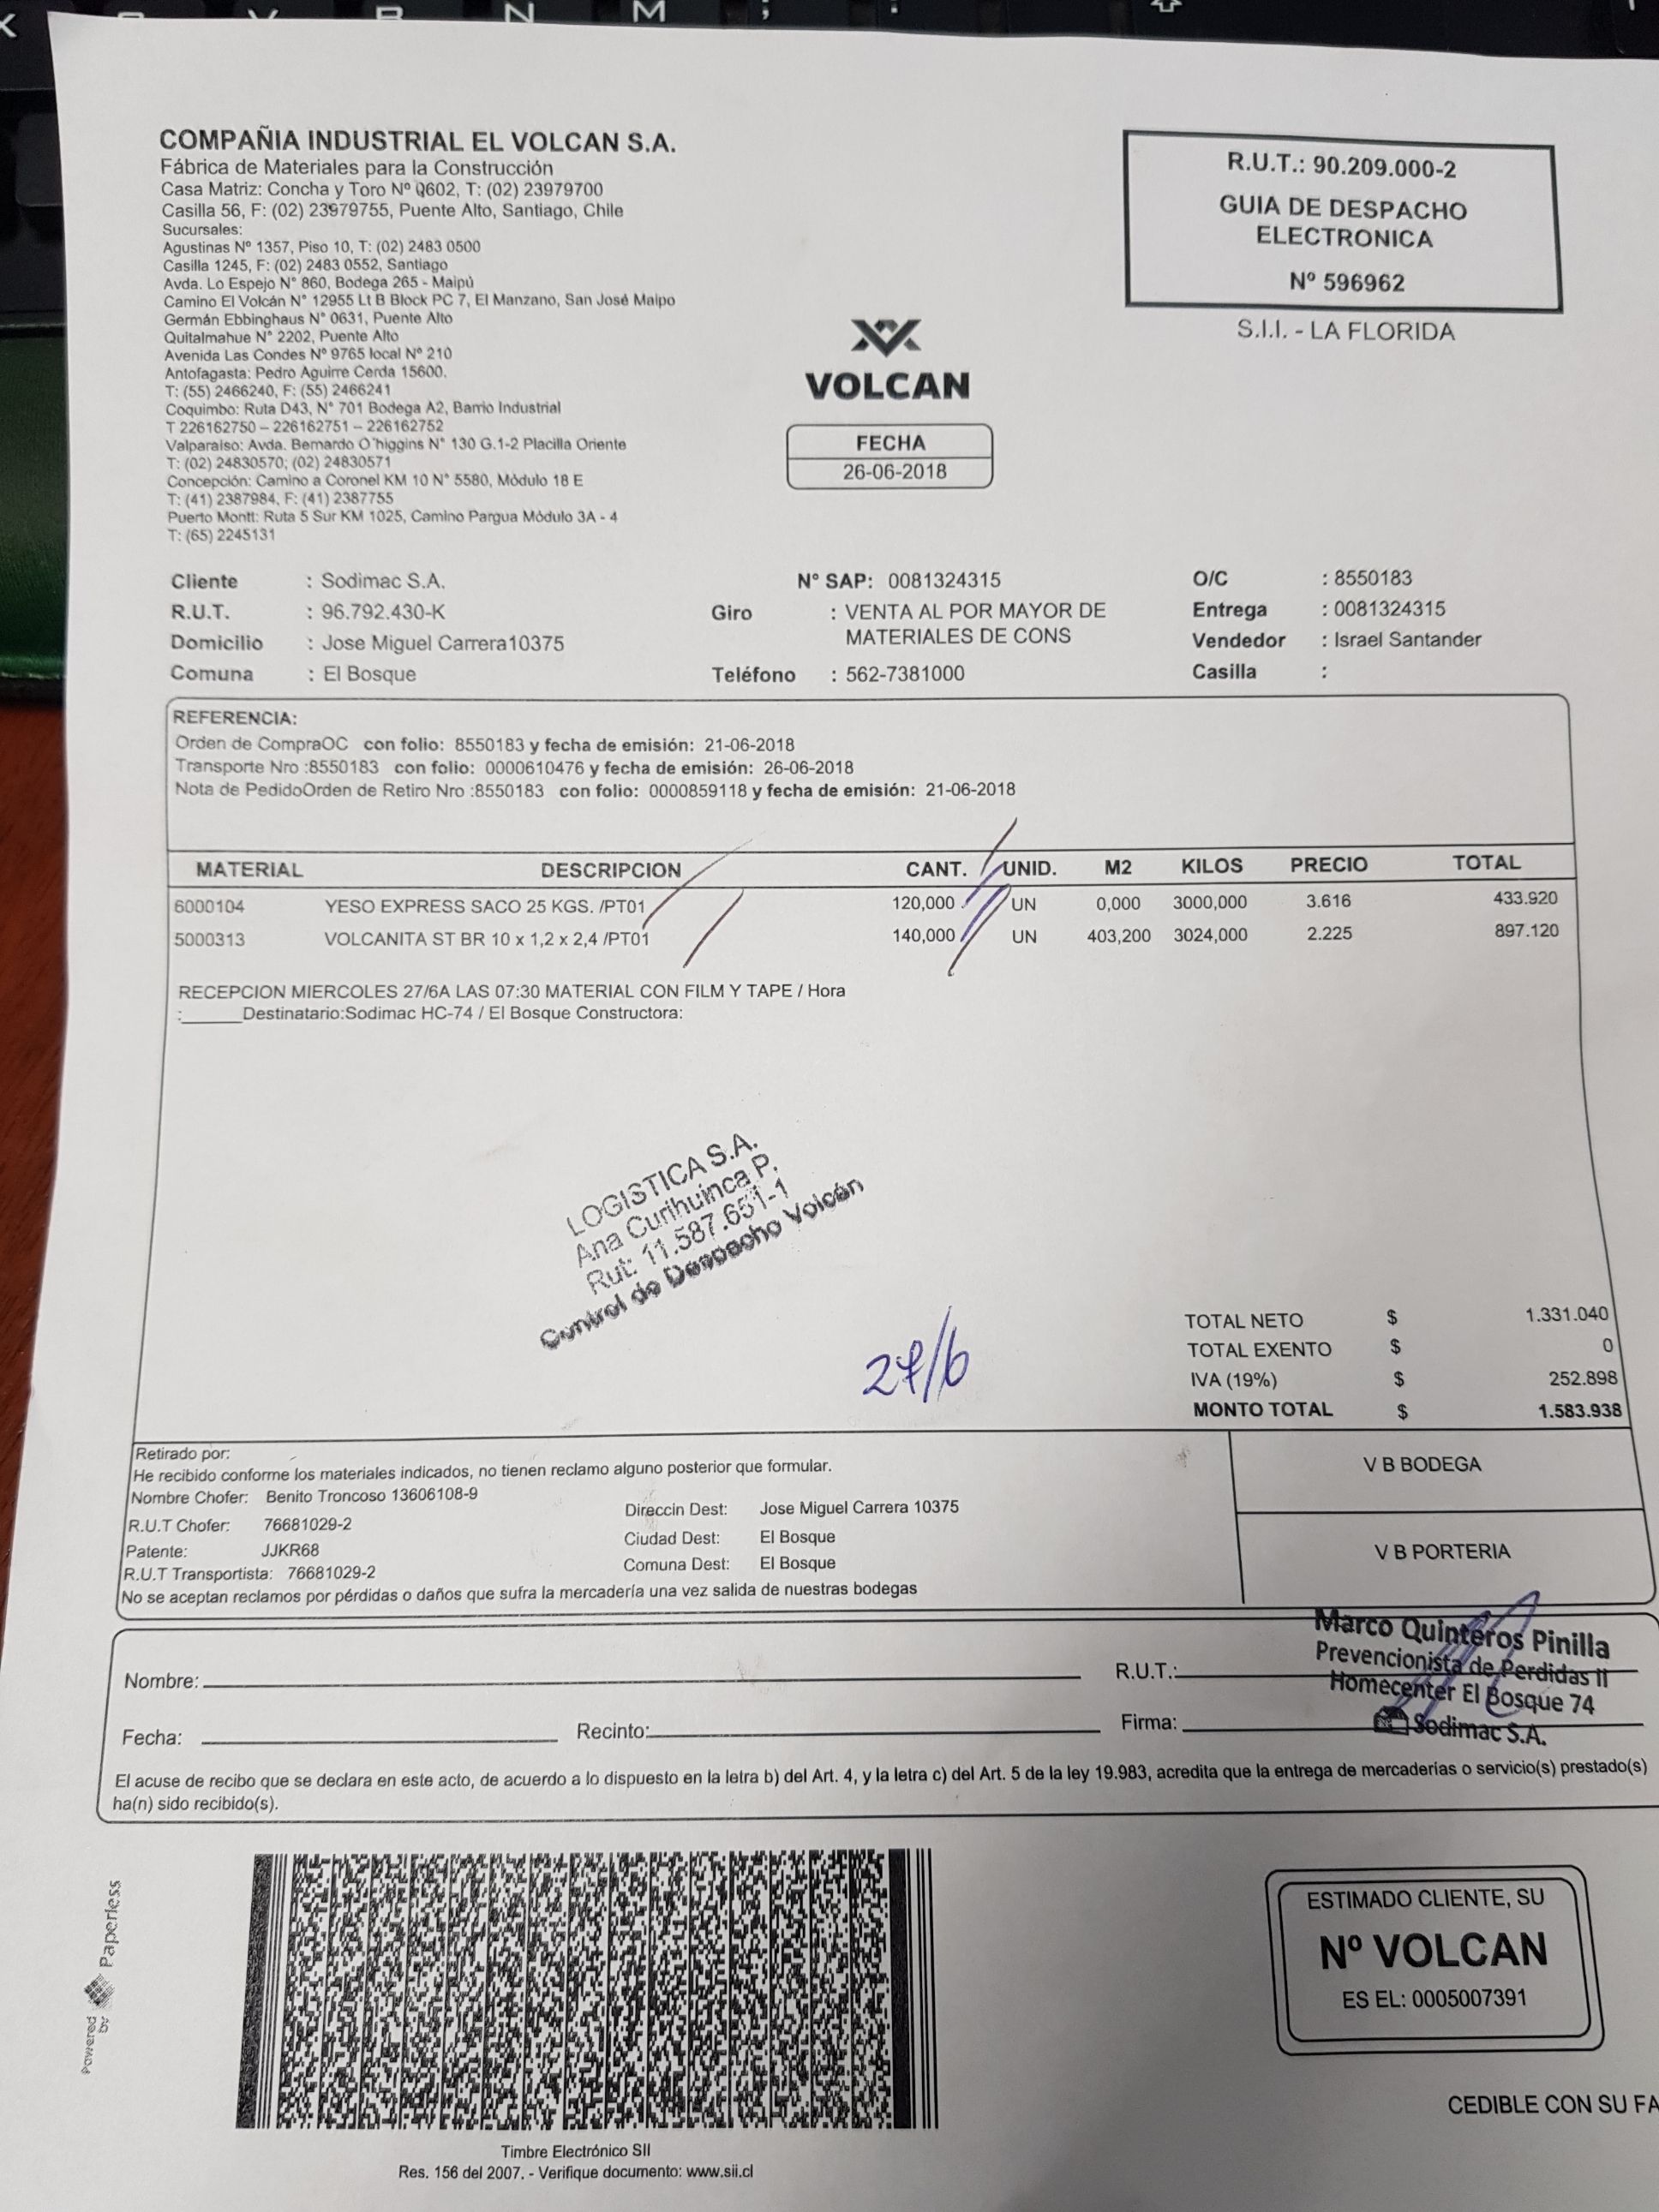 X C V B N M ; :
COMPAÑIA INDUSTRIAL EL VOLCAN S.A.
Fábrica de Materiales para la Construcción
Casa Matriz: Concha y Toro Nº Q602, T: (02) 23979700
Casilla 56, F: (02) 23979755, Puente Alto, Santiago, Chile
Sucursales:
Agustinas Nº 1357, Piso 10, T: (02) 2483 0500
Casilla 1245, F: (02) 2483 0552, Santiago
Avda. Lo Espejo N° 860, Bodega 265 - Maipù
Camino El Volcán N° 12955 Lt B Block PC 7, El Manzano, San José Maipo
Germán Ebbinghaus N° 0631, Puente Alto
Quitalmahue N° 2202, Puente Alto
Avenida Las Condes Nº 9765 local Nº 210
Antofagasta: Pedro Aguirre Cerda 15600.
T: (55) 2466240, F: (55) 2466241
Coquimbo: Ruta D43, N° 701 Bodega A2, Barrio Industrial
T 226162750 – 226162751 – 226162752
Valparaiso: Avda. Bernardo O´higgins N° 130 G.1-2 Placilla Oriente
T: (02) 24830570; (02) 24830571
Concepción: Camino a Coronel KM 10 N° 5580, Módulo 18 E
T: (41) 2387984, F: (41) 2387755
Puerto Montt: Ruta 5 Sur KM 1025, Camino Pargua Módulo 3A - 4
T: (65) 2245131
R.U.T.: 90.209.000-2
GUIA DE DESPACHO
ELECTRONICA
Nº 596962
S.I.I. - LA FLORIDA
VOLCAN
FECHA
26-06-2018
Cliente : Sodimac S.A. N° SAP: 0081324315 O/C : 8550183
R.U.T. : 96.792.430-K Giro : VENTA AL POR MAYOR DE Entrega : 0081324315
MATERIALES DE CONS
Domicilio : Jose Miguel Carrera10375 Vendedor : Israel Santander
Comuna : El Bosque Teléfono : 562-7381000 Casilla :
REFERENCIA:
Orden de CompraOC con folio: 8550183 y fecha de emisión: 21-06-2018
Transporte Nro :8550183 con folio: 0000610476 y fecha de emisión: 26-06-2018
Nota de PedidoOrden de Retiro Nro :8550183 con folio: 0000859118 y fecha de emisión: 21-06-2018
MATERIAL DESCRIPCION CANT. UNID. M2 KILOS PRECIO TOTAL
6000104 YESO EXPRESS SACO 25 KGS. /PT01 120,000 UN 0,000 3000,000 3.616 433.920
5000313 VOLCANITA ST BR 10 x 1,2 x 2,4 /PT01 140,000 UN 403,200 3024,000 2.225 897.120
RECEPCION MIERCOLES 27/6A LAS 07:30 MATERIAL CON FILM Y TAPE / Hora
:______Destinatario:Sodimac HC-74 / El Bosque Constructora:
LOGISTICA S.A.
Ana Curihuinca P.
Rut: 11.587.651-1
Control de Despacho Volcán
27/6
TOTAL NETO $ 1.331.040
TOTAL EXENTO $ 0
IVA (19%) $ 252.898
MONTO TOTAL $ 1.583.938
Retirado por:
He recibido conforme los materiales indicados, no tienen reclamo alguno posterior que formular.
Nombre Chofer: Benito Troncoso 13606108-9 Direccin Dest: Jose Miguel Carrera 10375
R.U.T Chofer: 76681029-2 Ciudad Dest: El Bosque
Patente: JJKR68 Comuna Dest: El Bosque
R.U.T Transportista: 76681029-2
No se aceptan reclamos por pérdidas o daños que sufra la mercadería una vez salida de nuestras bodegas
V B BODEGA
V B PORTERIA
Marco Quinteros Pinilla
Prevencionista de Perdidas II
Homecenter El Bosque 74
Sodimac S.A.
Nombre: R.U.T.:
Fecha: Recinto: Firma:
El acuse de recibo que se declara en este acto, de acuerdo a lo dispuesto en la letra b) del Art. 4, y la letra c) del Art. 5 de la ley 19.983, acredita que la entrega de mercaderías o servicio(s) prestado(s)
ha(n) sido recibido(s).
Powered by Paperless
Timbre Electrónico SII
Res. 156 del 2007. - Verifique documento: www.sii.cl
ESTIMADO CLIENTE, SU
Nº VOLCAN
ES EL: 0005007391
CEDIBLE CON SU FA